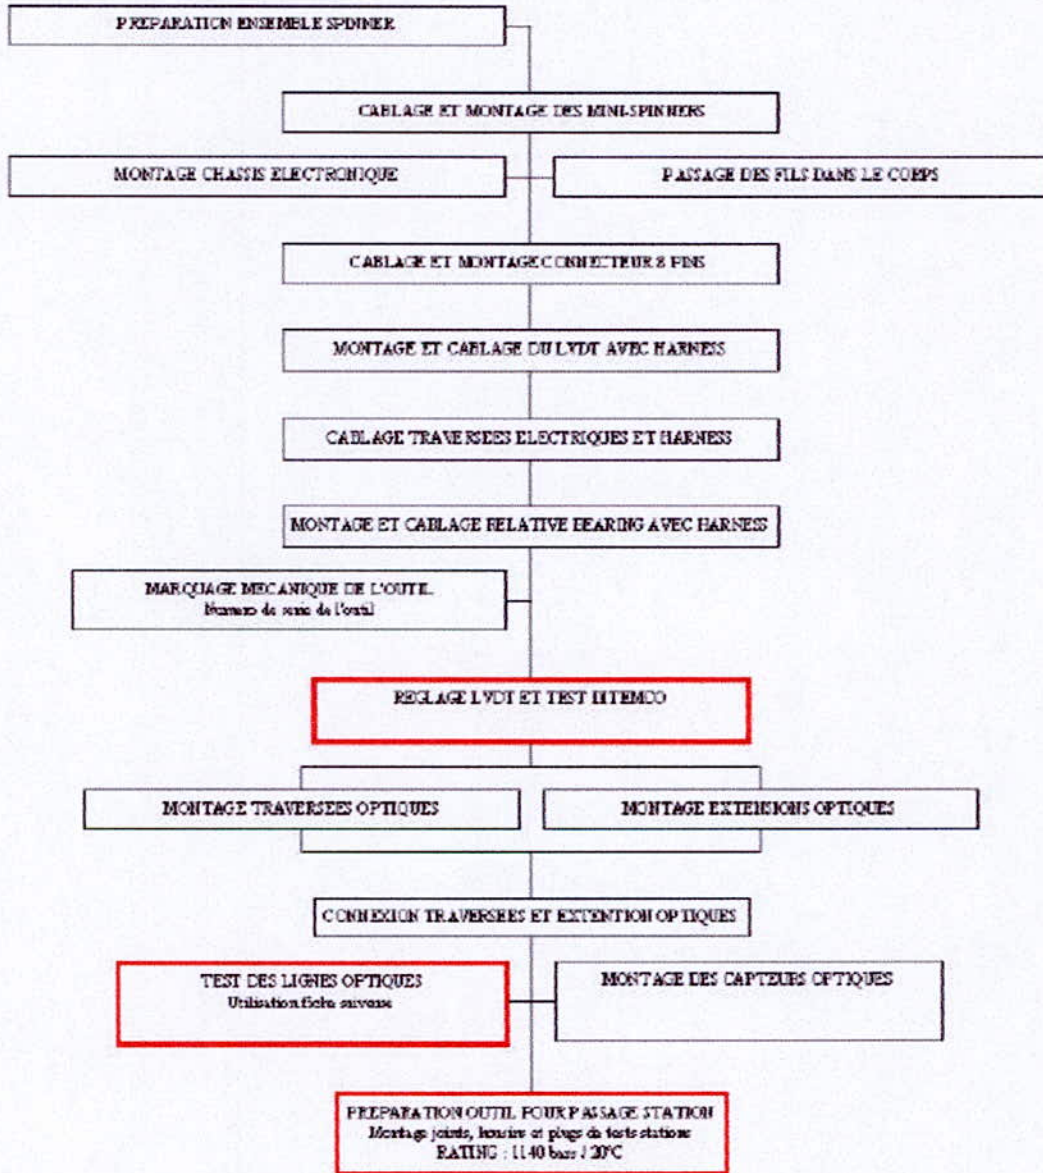 PREPARATION ENSEMBLE SPINNER
CABLAGE ET MONTAGE DES MINI-SPINNERS
MONTAGE CHASSIS ELECTRONIQUE
PASSAGE DES FILS DANS LE CORPS
CABLAGE ET MONTAGE CONNECTEUR 8 PINS
MONTAGE ET CABLAGE DU LVDT AVEC HARNESS
CABLAGE TRAVERSEES ELECTRIQUES ET HARNESS
MONTAGE ET CABLAGE RELATIVE BEARING AVEC HARNESS
MARQUAGE MECANIQUE DE L'OUTIL
Numero de serie de l'outil
REGLAGE LVDT ET TEST INTEMCO
MONTAGE TRAVERSEES OPTIQUES
MONTAGE EXTENSIONS OPTIQUES
CONNEXION TRAVERSEES ET EXTENTION OPTIQUES
TEST DES LIGNES OPTIQUES
Utilisation fiche suiveuse
MONTAGE DES CAPTEURS OPTIQUES
PREPARATION OUTIL POUR PASSAGE STATION
Montage joints, housire et plugs de tests stations
RATING : 1140 bars / 20°C